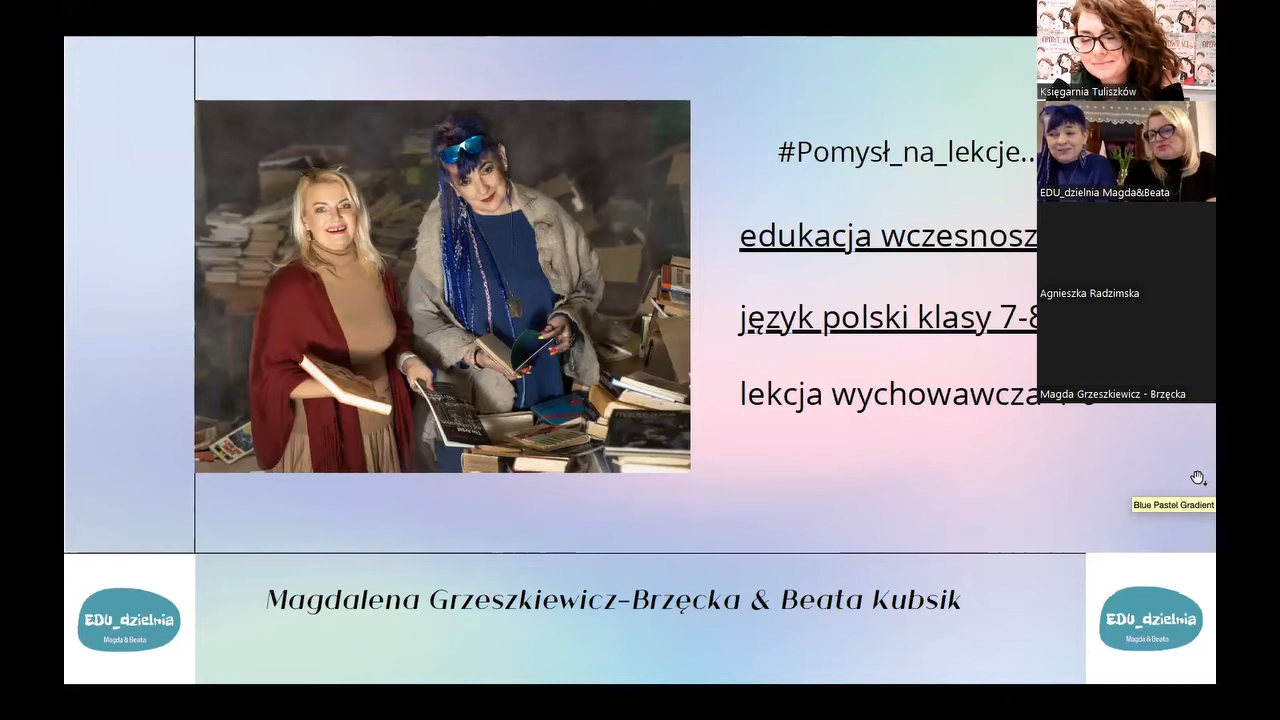 #Pomysł_na_lekcje..
edukacja wczesnosz
język polski klasy 7-8
lekcja wychowawcza
Księgarnia Tuliszków
EDU_dzielnia Magda&Beata
Agnieszka Radzimska
Magda Grzeszkiewicz - Brzęcka
Blue Pastel Gradient
Magdalena Grzeszkiewicz-Brzęcka & Beata Kubsik
EDU_dzielnia
Magda & Beata
EDU_dzielnia
Magda & Beata